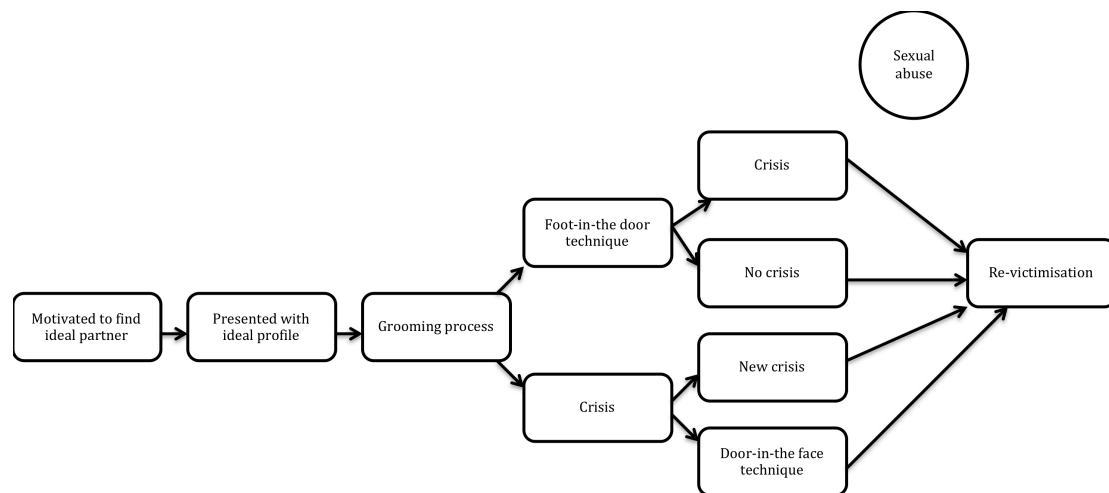 Sexual
abuse
Crisis
Foot-in-the door
technique
No crisis
Re-victimisation
Motivated to find
ideal partner
Presented with
ideal profile
Grooming process
New crisis
Crisis
Door-in-the face
technique